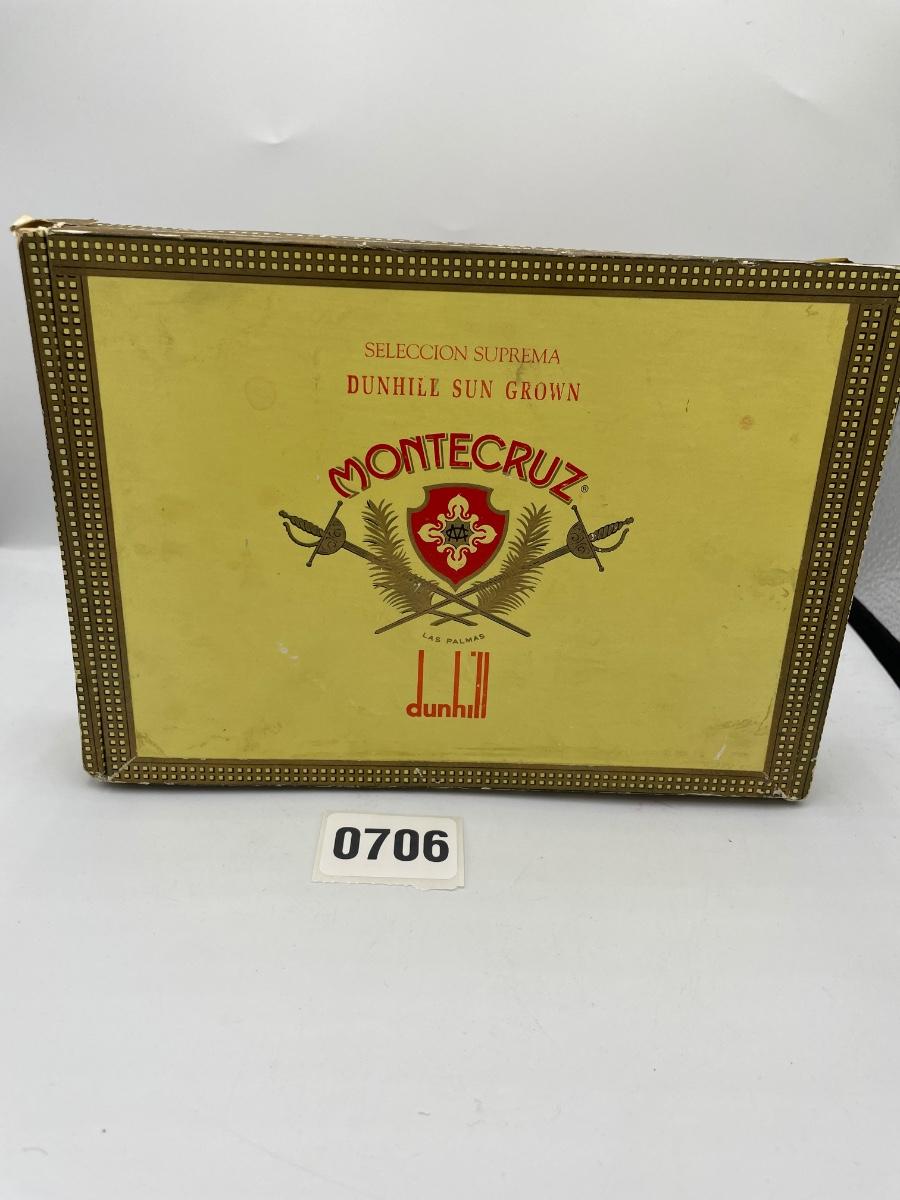 SELECCION SUPREMA
DUNHILL SUN GROWN
MONTECRUZ®
LAS PALMAS
dunhill
0706